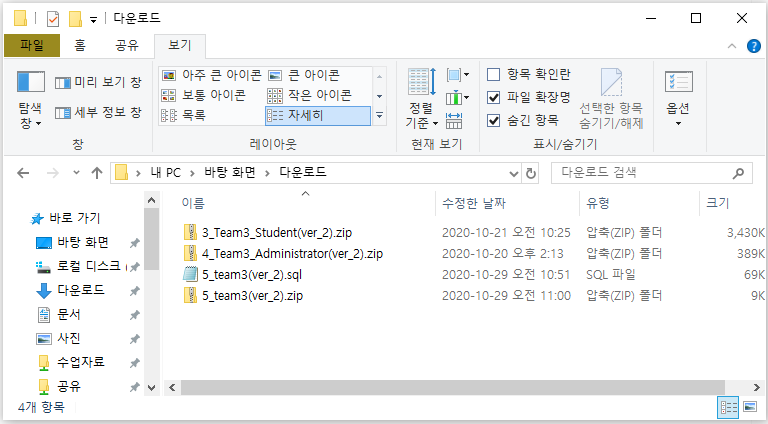 다운로드
파일 홈 공유 보기
탐색 창 미리 보기 창 세부 정보 창
아주 큰 아이콘 큰 아이콘
보통 아이콘 작은 아이콘
목록 자세히
정렬 기준
항목 확인란
파일 확장명
숨긴 항목
선택한 항목 숨기기/해제
옵션
창 레이아웃 현재 보기 표시/숨기기
내 PC 바탕 화면 다운로드 다운로드 검색
바로 가기
바탕 화면
로컬 디스크 (
다운로드
문서
사진
수업자료
공유
이름 수정한 날짜 유형 크기
3_Team3_Student(ver_2).zip 2020-10-21 오전 10:25 압축(ZIP) 폴더 3,430K
4_Team3_Administrator(ver_2).zip 2020-10-20 오후 2:13 압축(ZIP) 폴더 389K
5_team3(ver_2).sql 2020-10-29 오전 10:51 SQL 파일 69K
5_team3(ver_2).zip 2020-10-29 오전 11:00 압축(ZIP) 폴더 9K
4개 항목